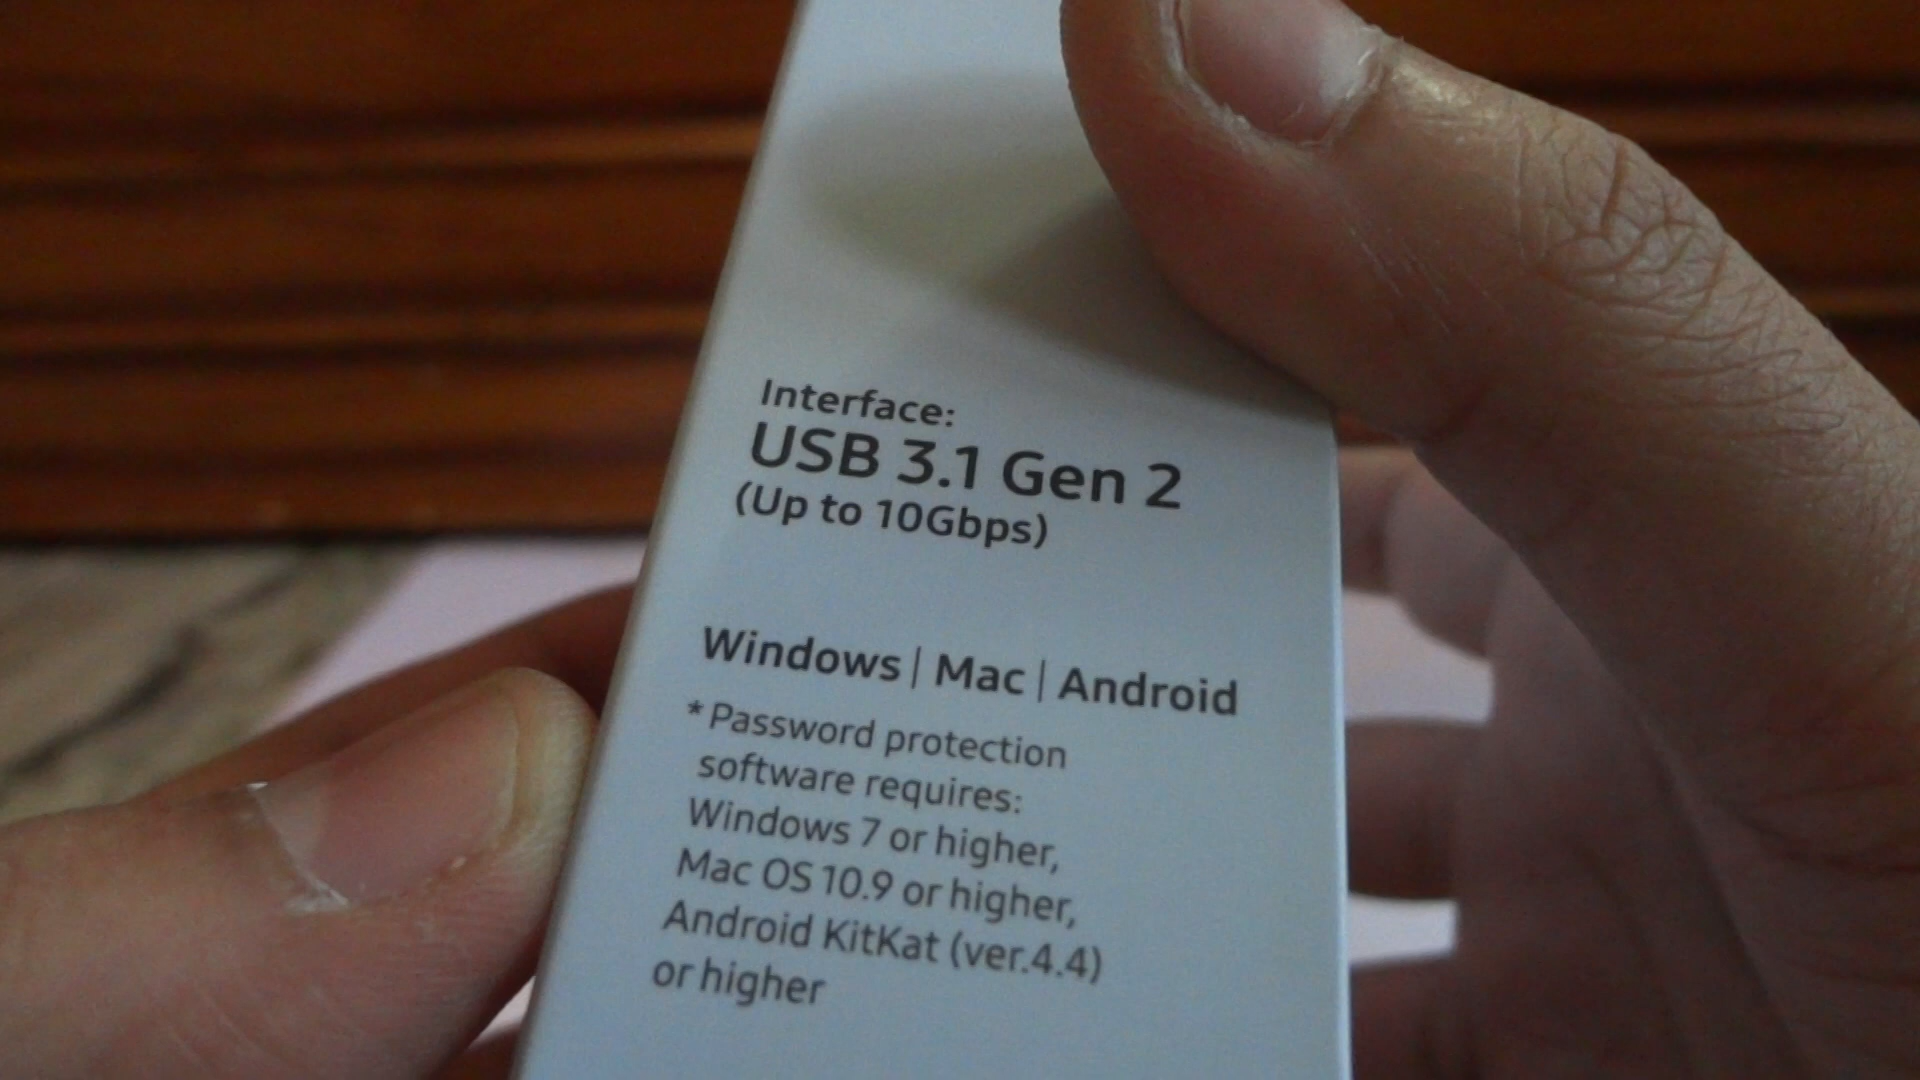 Interface:
USB 3.1 Gen 2
(Up to 10Gbps)
Windows | Mac | Android
* Password protection
software requires:
Windows 7 or higher,
Mac OS 10.9 or higher,
Android KitKat (ver.4.4)
or higher